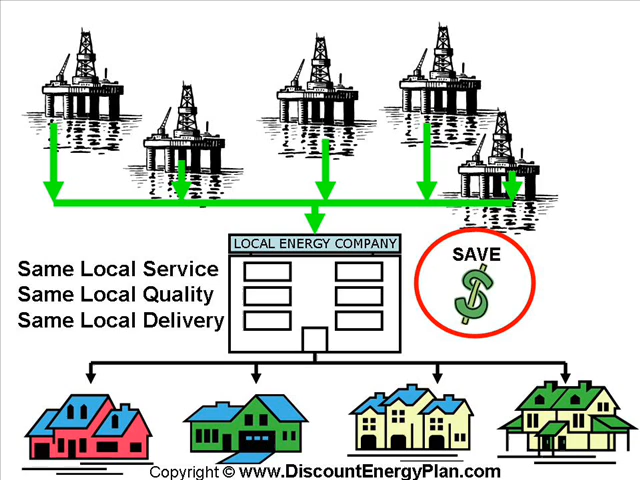 LOCAL ENERGY COMPANY
Same Local Service
Same Local Quality
Same Local Delivery
SAVE
$
Copyright © www.DiscountEnergyPlan.com